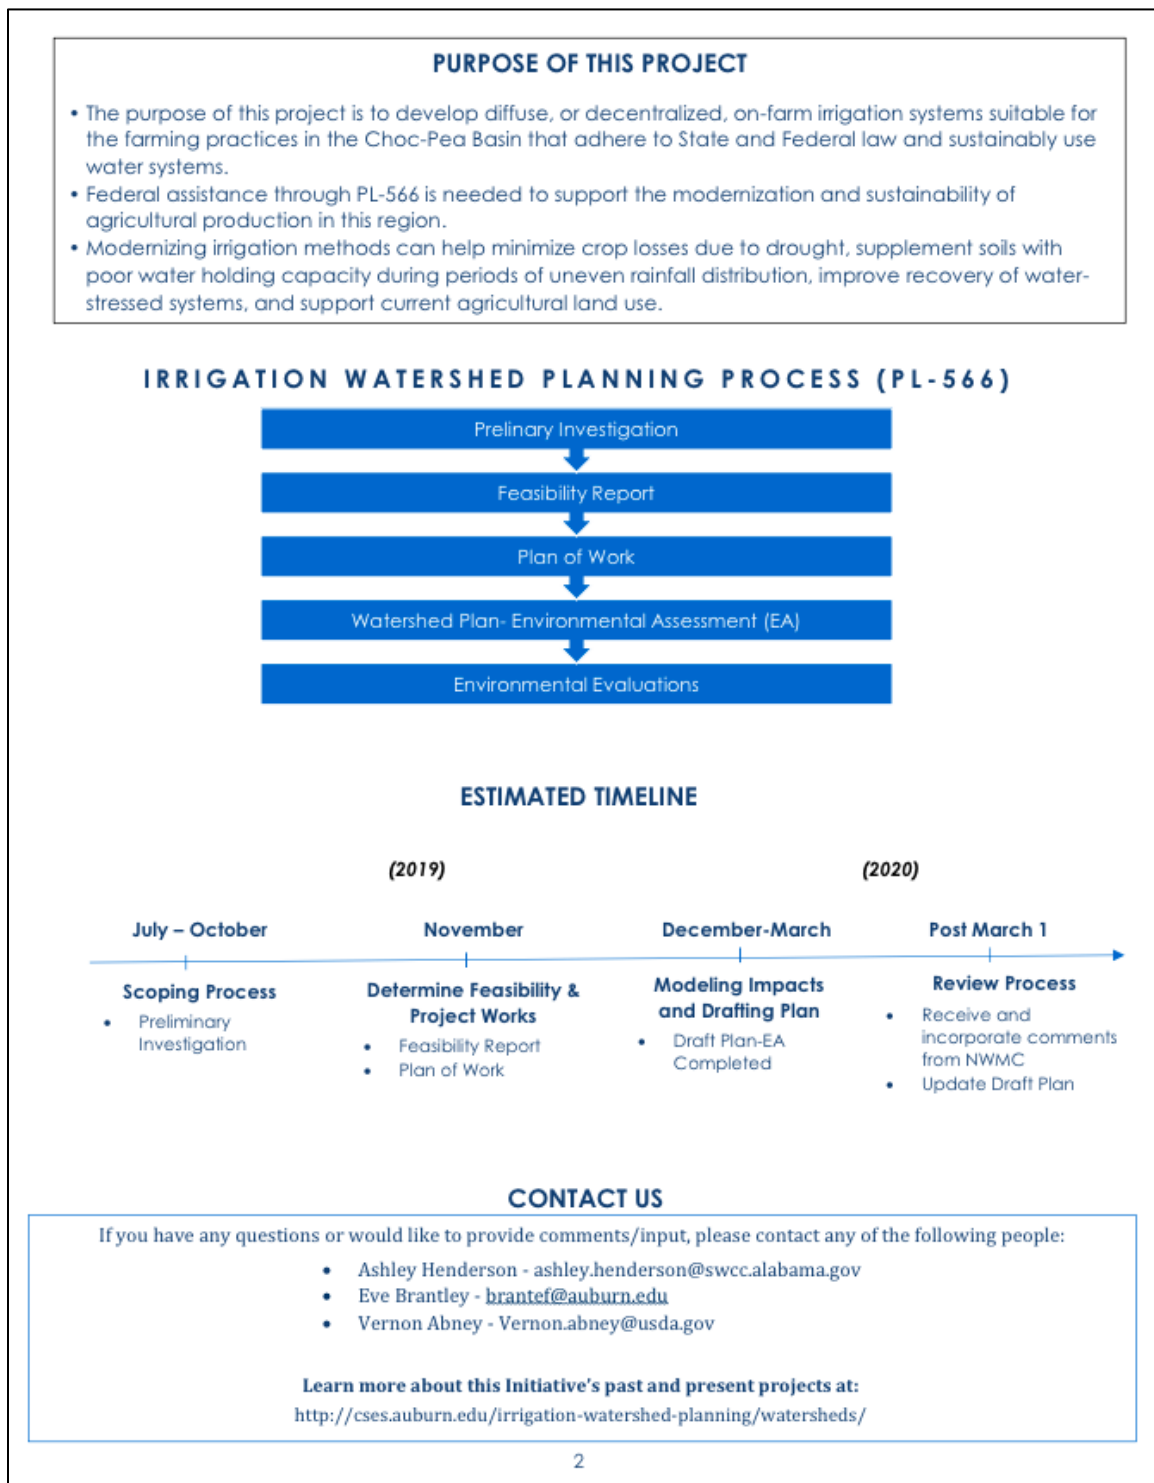 PURPOSE OF THIS PROJECT
• The purpose of this project is to develop diffuse, or decentralized, on-farm irrigation systems suitable for
the farming practices in the Choc-Pea Basin that adhere to State and Federal law and sustainably use
water systems.
• Federal assistance through PL-566 is needed to support the modernization and sustainability of
agricultural production in this region.
• Modernizing irrigation methods can help minimize crop losses due to drought, supplement soils with
poor water holding capacity during periods of uneven rainfall distribution, improve recovery of water-
stressed systems, and support current agricultural land use.
IRRIGATION WATERSHED PLANNING PROCESS (PL-566)
Prelinary Investigation
Feasibility Report
Plan of Work
Watershed Plan- Environmental Assessment (EA)
Environmental Evaluations
ESTIMATED TIMELINE
(2019)
(2020)
July – October
Scoping Process
• Preliminary
Investigation
November
Determine Feasibility &
Project Works
• Feasibility Report
• Plan of Work
December-March
Modeling Impacts
and Drafting Plan
• Draft Plan-EA
Completed
Post March 1
Review Process
• Receive and
incorporate comments
from NWMC
• Update Draft Plan
CONTACT US
If you have any questions or would like to provide comments/input, please contact any of the following people:
• Ashley Henderson - ashley.henderson@swcc.alabama.gov
• Eve Brantley - brantef@auburn.edu
• Vernon Abney - Vernon.abney@usda.gov
Learn more about this Initiative's past and present projects at:
http://cses.auburn.edu/irrigation-watershed-planning/watersheds/
2